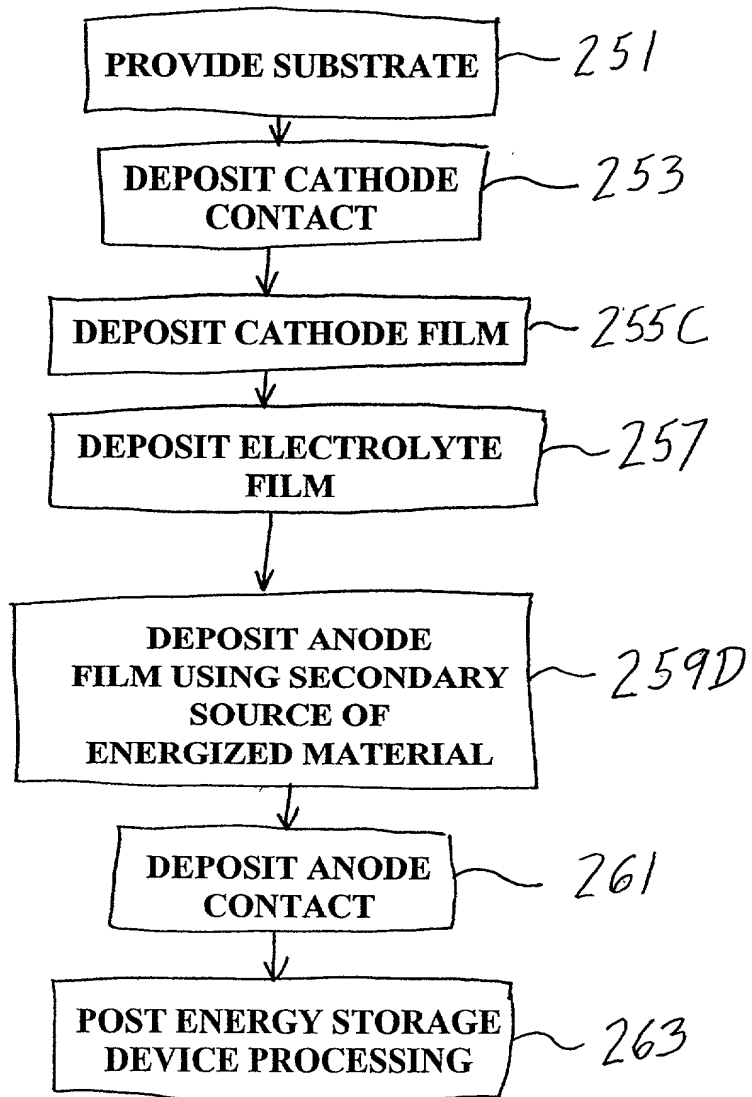 PROVIDE SUBSTRATE
251
DEPOSIT CATHODE
CONTACT
253
DEPOSIT CATHODE FILM
255C
DEPOSIT ELECTROLYTE
FILM
257
DEPOSIT ANODE
FILM USING SECONDARY
SOURCE OF
ENERGIZED MATERIAL
259D
DEPOSIT ANODE
CONTACT
261
POST ENERGY STORAGE
DEVICE PROCESSING
263